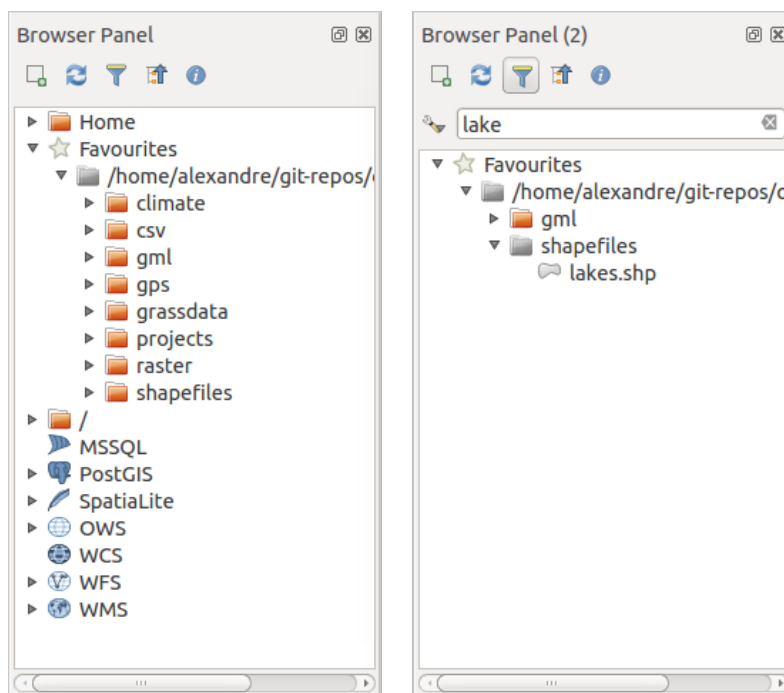 Browser Panel
Home
Favourites
/home/alexandre/git-repos/
climate
csv
gml
gps
grassdata
projects
raster
shapefiles
/
MSSQL
PostGIS
SpatiaLite
OWS
WCS
WFS
WMS
Browser Panel (2)
lake
Favourites
/home/alexandre/git-repos/
gml
shapefiles
lakes.shp